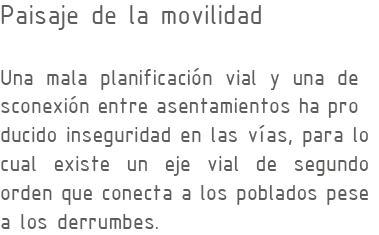 Paisaje de la movilidad
Una mala planificación vial y una de
sconexión entre asentamientos ha pro
ducido inseguridad en las vías, para lo
cual existe un eje vial de segundo
orden que conecta a los poblados pese
a los derrumbes.